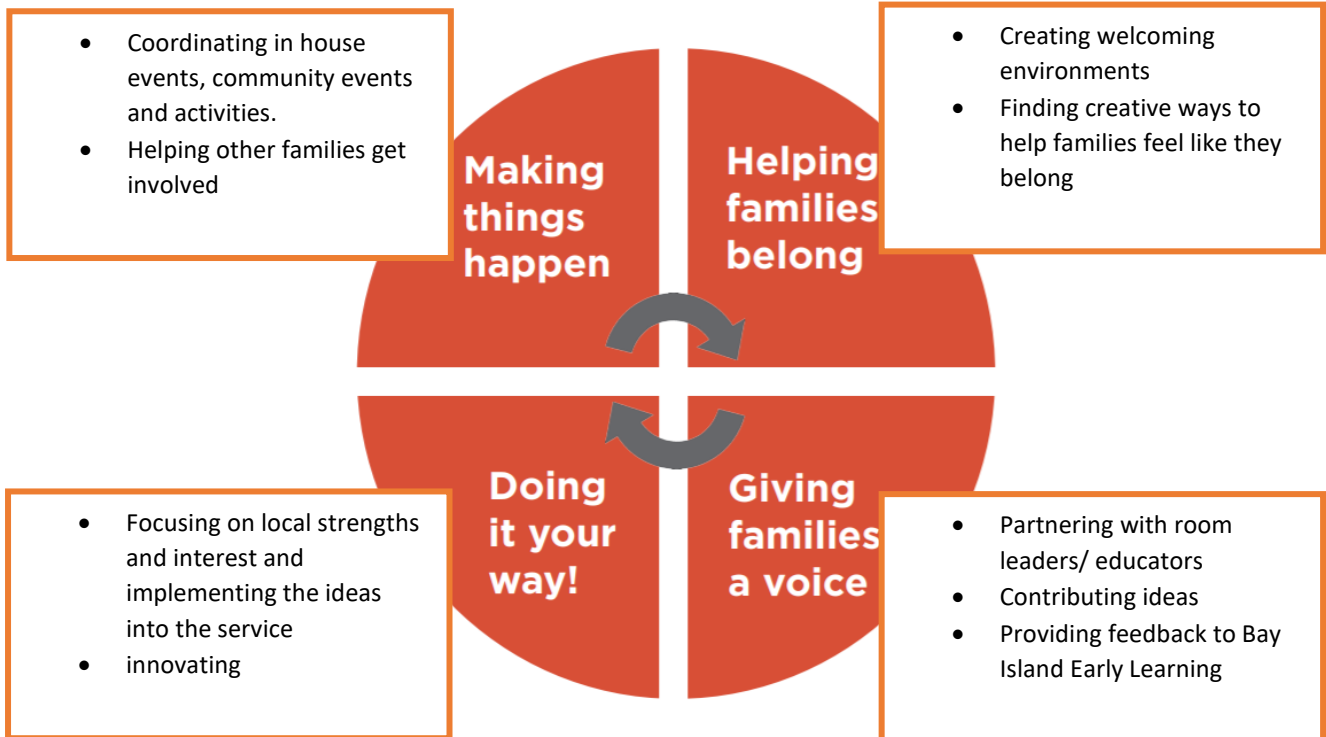 • Coordinating in house
events, community events
and activities.
• Helping other families get
involved
Making
things
happen
Helping
families
belong
• Creating welcoming
environments
• Finding creative ways to
help families feel like they
belong
• Focusing on local strengths
and interest and
implementing the ideas
into the service
• innovating
Doing
it your
way!
Giving
families
a voice
• Partnering with room
leaders/ educators
• Contributing ideas
• Providing feedback to Bay
Island Early Learning